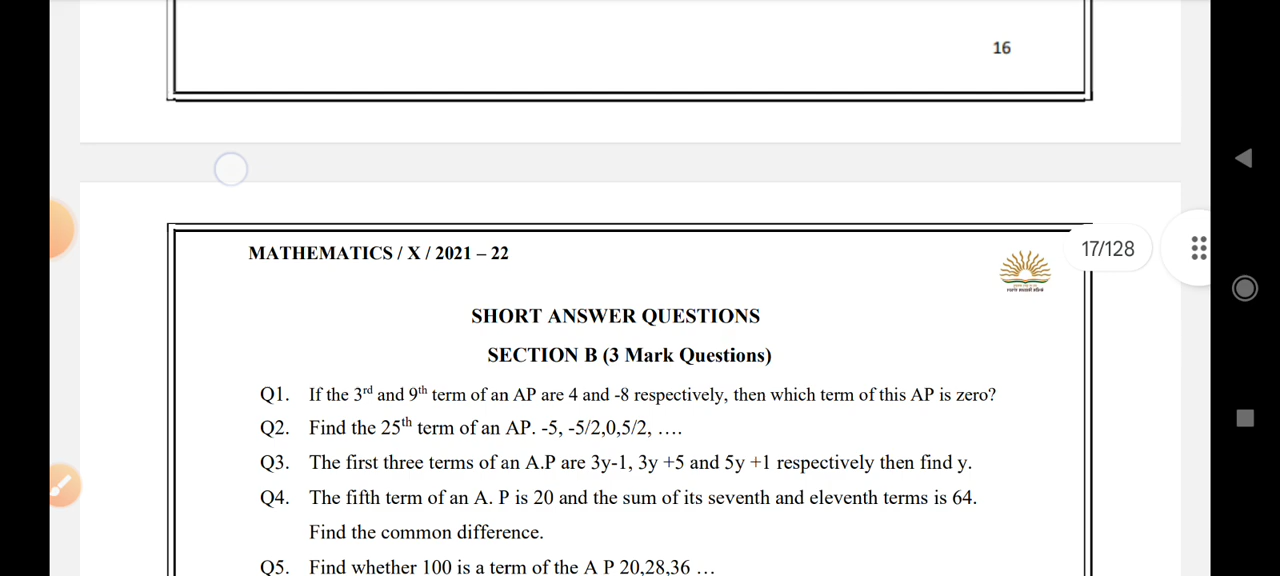 16
MATHEMATICS / X / 2021 – 22
17/128
SHORT ANSWER QUESTIONS
SECTION B (3 Mark Questions)
Q1. If the 3rd and 9th term of an AP are 4 and -8 respectively, then which term of this AP is zero?
Q2. Find the 25th term of an AP. -5, -5/2,0,5/2, ….
Q3. The first three terms of an A.P are 3y-1, 3y +5 and 5y +1 respectively then find y.
Q4. The fifth term of an A. P is 20 and the sum of its seventh and eleventh terms is 64.
Find the common difference.
Q5. Find whether 100 is a term of the A P 20,28,36 …